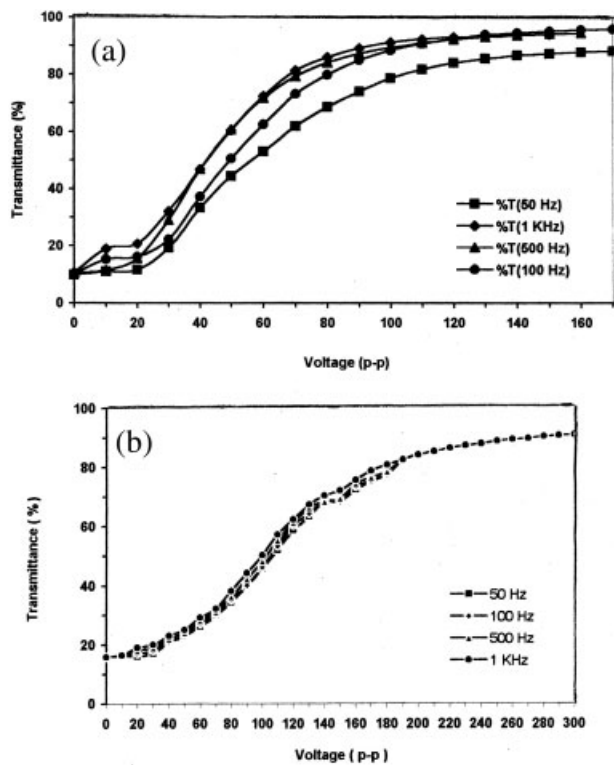 (a)
100
80
60
40
20
0
Transmittance (%)
%T(50 Hz)
%T(1 KHz)
%T(500 Hz)
%T(100 Hz)
0 20 40 60 80 100 120 140 160
Voltage (p-p)
(b)
100
80
60
40
20
0
Transmittance ( % )
50 Hz
100 Hz
500 Hz
1 KHz
0 20 40 60 80 100 120 140 160 180 200 220 240 260 280 300
Voltage ( p-p )